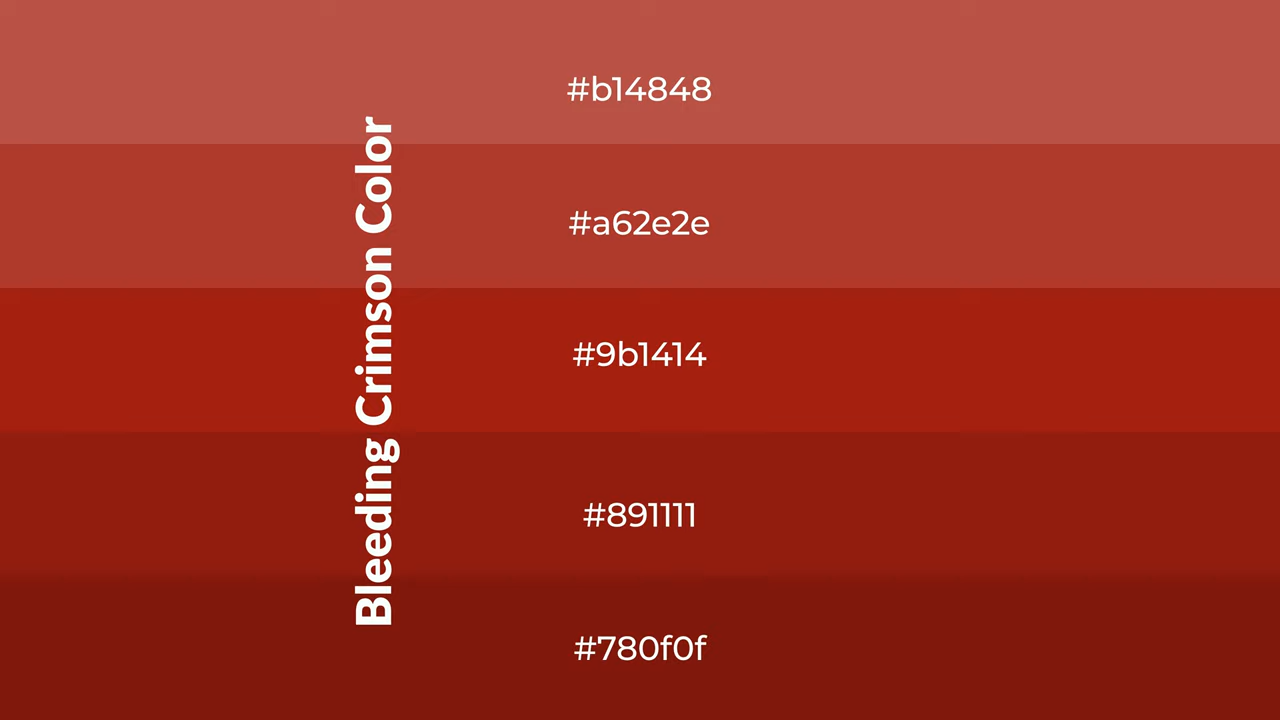 Bleeding Crimson Color
#b14848
#a62e2e
#9b1414
#891111
#780f0f